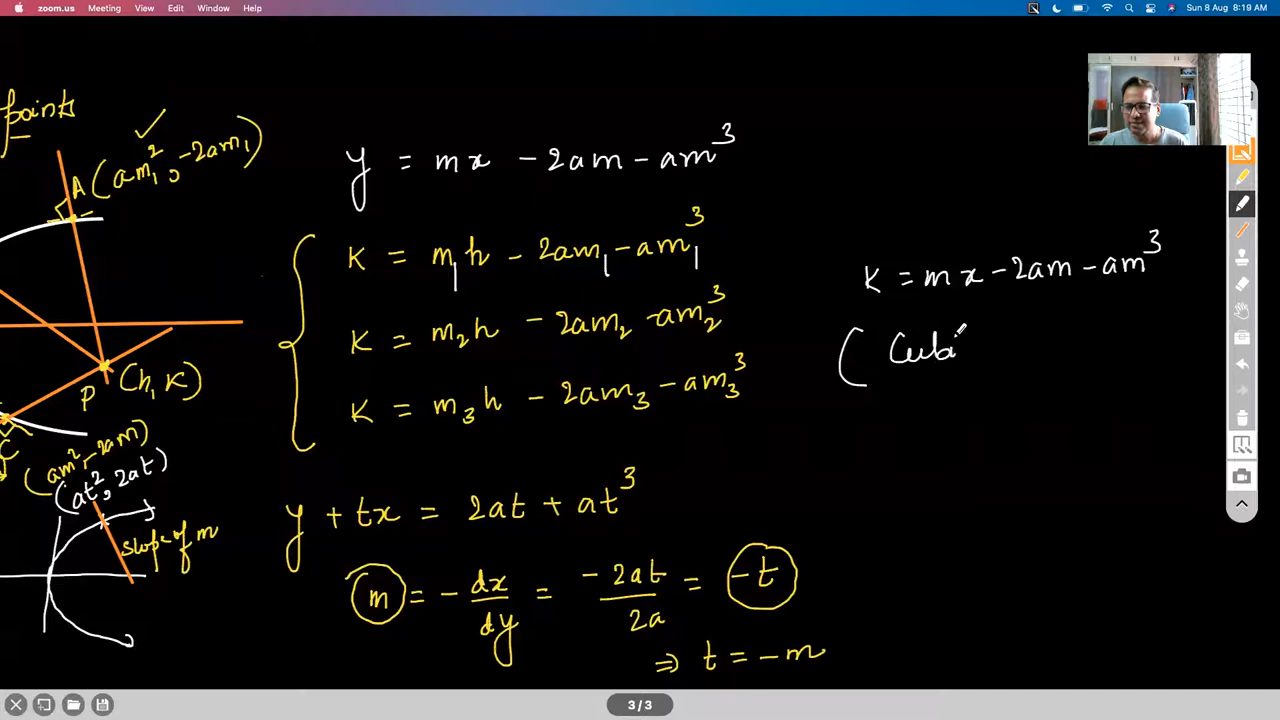 zoom.us Meeting View Edit Window Help Sun 8 Aug 8:19 AM
points
A (am₁², -2am₁)
P (h, K)
C
(am², -2am)
(at², 2at)
slope of m
y = mx - 2am - am³
K = m₁h - 2am₁ - am₁³
K = m₂h - 2am₂ - am₂³
K = m₃h - 2am₃ - am₃³
y + tx = 2at + at³
m = - dx/dy = -2at/2a = -t
⇒ t = -m
K = mx - 2am - am³
( Cubi
3/3